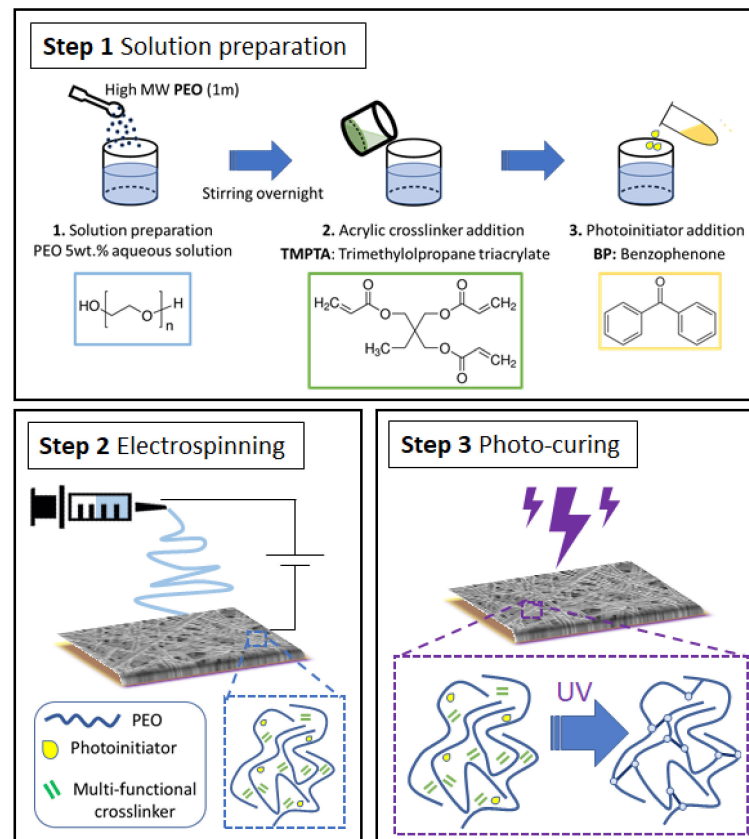 Step 1 Solution preparation
High MW PEO (1m)
Stirring overnight
1. Solution preparation
PEO 5wt.% aqueous solution
2. Acrylic crosslinker addition
TMPTA: Trimethylolpropane triacrylate
3. Photoinitiator addition
BP: Benzophenone
HO
O
H
n
H₂C
O
O
O
O
CH₂
H₃C
O
O
CH₂
O
Step 2 Electrospinning
PEO
Photoinitiator
Multi-functional
crosslinker
Step 3 Photo-curing
UV